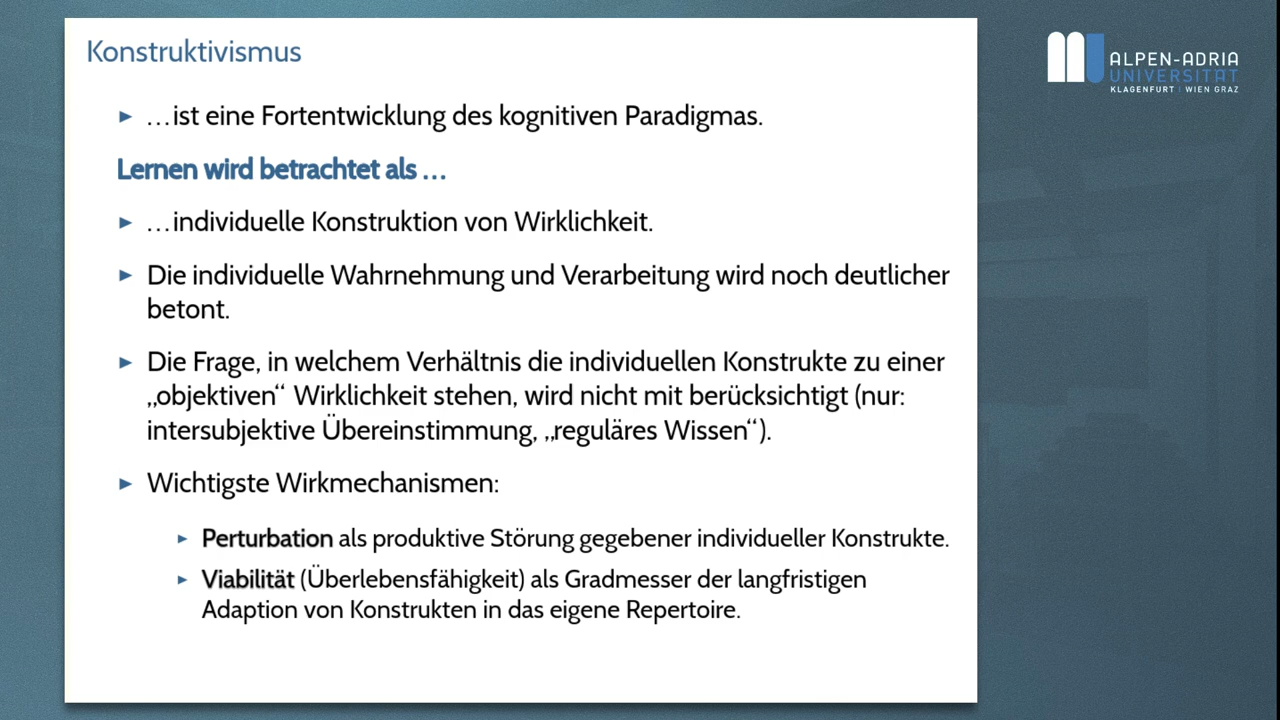 Konstruktivismus
…ist eine Fortentwicklung des kognitiven Paradigmas.
Lernen wird betrachtet als …
…individuelle Konstruktion von Wirklichkeit.
Die individuelle Wahrnehmung und Verarbeitung wird noch deutlicher
betont.
Die Frage, in welchem Verhältnis die individuellen Konstrukte zu einer
„objektiven“ Wirklichkeit stehen, wird nicht mit berücksichtigt (nur:
intersubjektive Übereinstimmung, „reguläres Wissen“).
Wichtigste Wirkmechanismen:
Perturbation als produktive Störung gegebener individueller Konstrukte.
Viabilität (Überlebensfähigkeit) als Gradmesser der langfristigen
Adaption von Konstrukten in das eigene Repertoire.
ALPEN-ADRIA
UNIVERSITÄT
KLAGENFURT | WIEN GRAZ